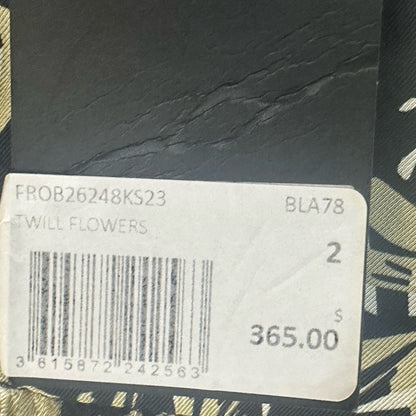 FROB26248KS23 BLA78
TWILL FLOWERS
2
$
365.00
3 615872 242563